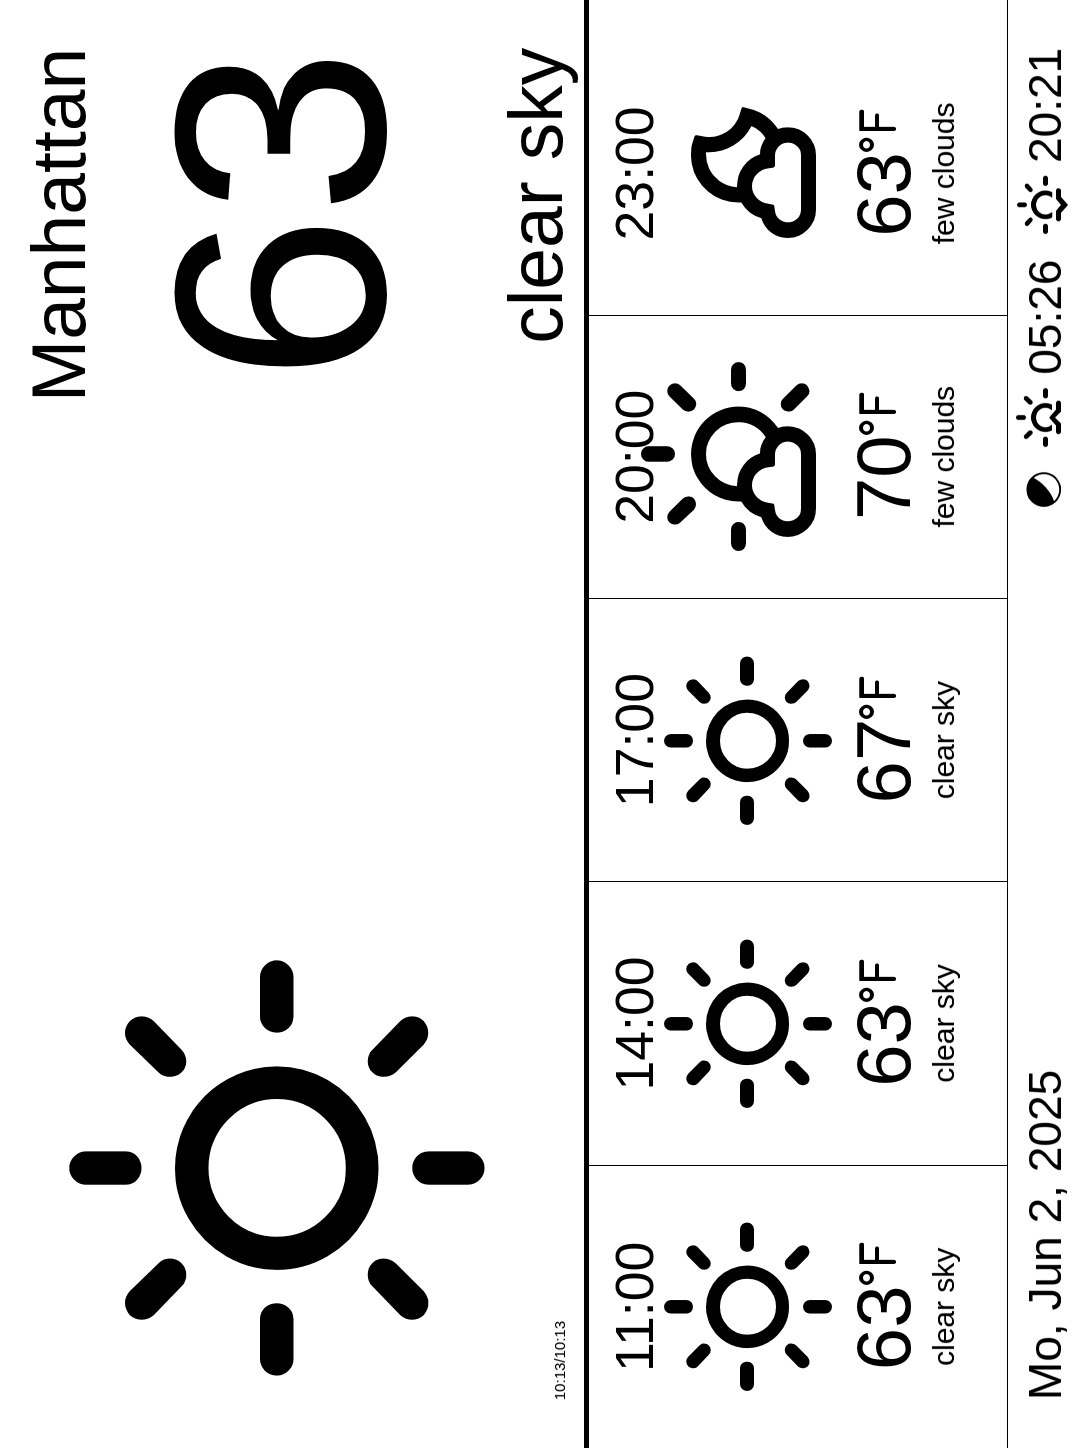 Manhattan
63
clear sky
10:13/10:13
11:00
63°F
clear sky
14:00
63°F
clear sky
17:00
67°F
clear sky
20:00
70°F
few clouds
23:00
63°F
few clouds
Mo, Jun 2, 2025
05:26
20:21